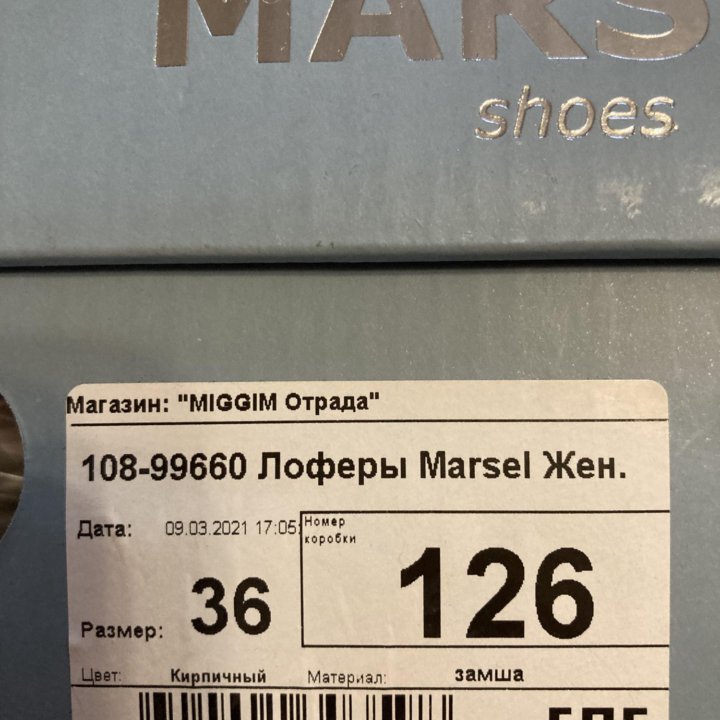 MARS
shoes
Магазин: "MIGGIM Отрада"
108-99660 Лоферы Marsel Жен.
Дата: 09.03.2021 17:05:
Номер
коробки
126
Размер: 36
Цвет: Кирпичный Материал: замша